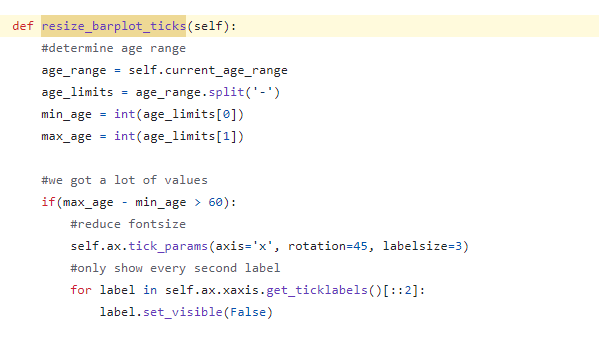 def resize_barplot_ticks(self):
    #determine age range
    age_range = self.current_age_range
    age_limits = age_range.split('-')
    min_age = int(age_limits[0])
    max_age = int(age_limits[1])

    #we got a lot of values
    if(max_age - min_age > 60):
        #reduce fontsize
        self.ax.tick_params(axis='x', rotation=45, labelsize=3)
        #only show every second label
        for label in self.ax.xaxis.get_ticklabels()[::2]:
            label.set_visible(False)